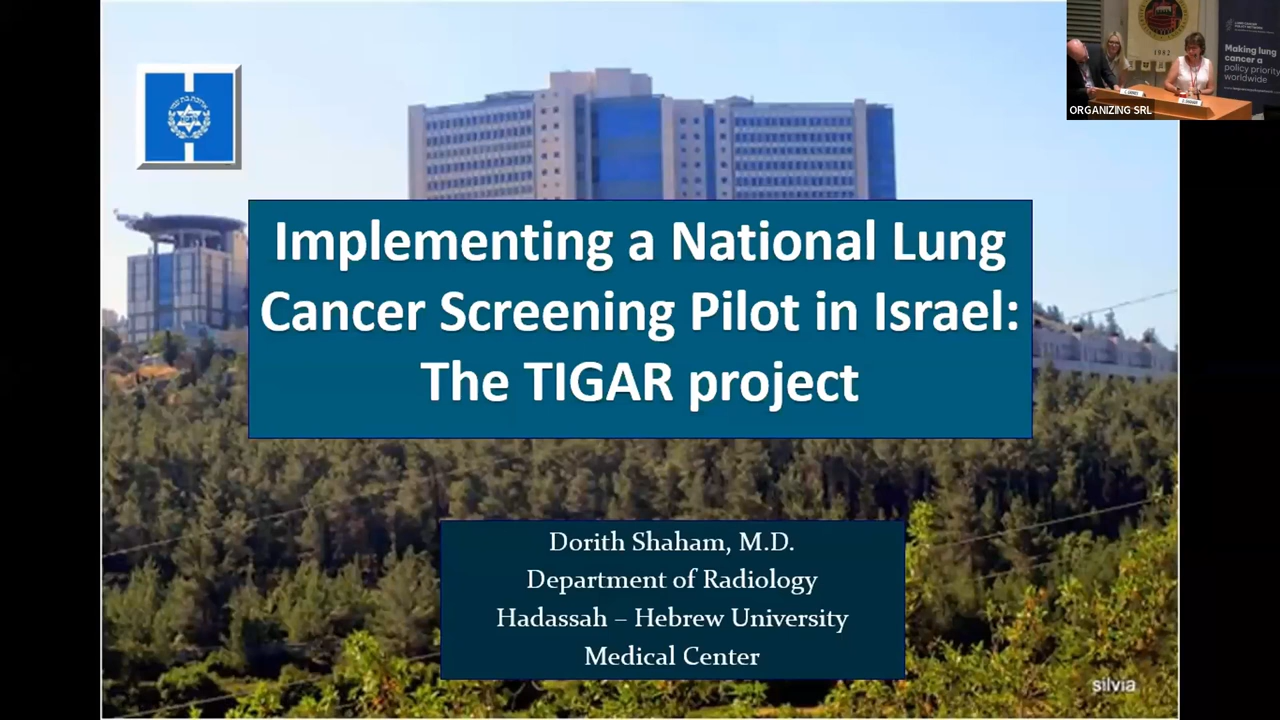 Implementing a National Lung
Cancer Screening Pilot in Israel:
The TIGAR project
Dorith Shaham, M.D.
Department of Radiology
Hadassah – Hebrew University
Medical Center
silvia
1982
Making lung
cancer a
policy priority
worldwide
ORGANIZING SRL